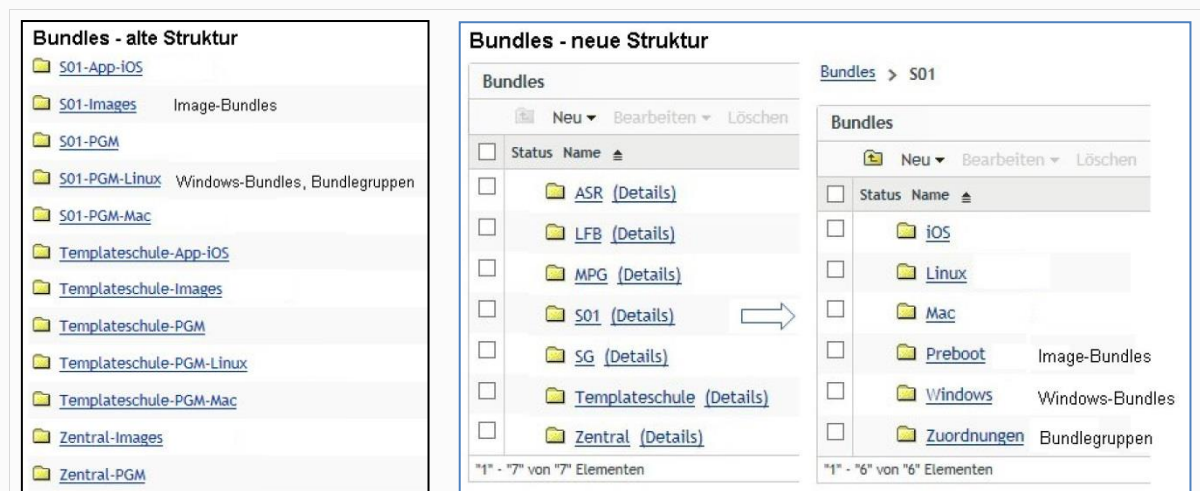 Bundles - alte Struktur
S01-App-iOS
S01-Images Image-Bundles
S01-PGM
S01-PGM-Linux Windows-Bundles, Bundlegruppen
S01-PGM-Mac
Templateschule-App-iOS
Templateschule-Images
Templateschule-PGM
Templateschule-PGM-Linux
Templateschule-PGM-Mac
Zentral-Images
Zentral-PGM
Bundles - neue Struktur
Bundles
Neu Bearbeiten Löschen
Status Name
ASR (Details)
LFB (Details)
MPG (Details)
S01 (Details)
SG (Details)
Templateschule (Details)
Zentral (Details)
"1" - "7" von "7" Elementen
Bundles > S01
Bundles
Neu Bearbeiten Löschen
Status Name
iOS
Linux
Mac
Preboot Image-Bundles
Windows Windows-Bundles
Zuordnungen Bundlegruppen
"1" - "6" von "6" Elementen